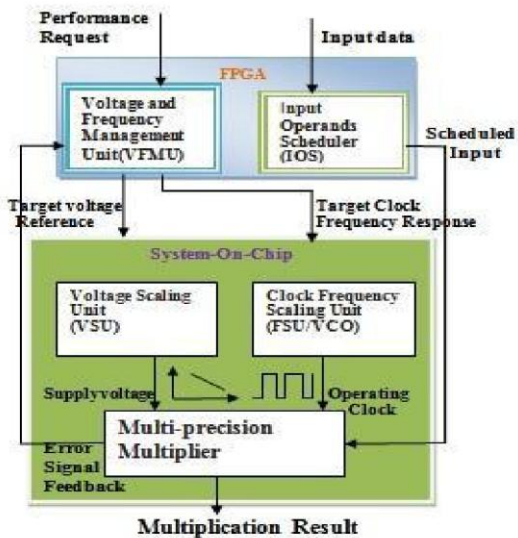 Performance
Request
Input data
FPGA
Voltage and
Frequency
Management
Unit(VFMU)
Input
Operands
Scheduler
(IOS)
Scheduled
Input
Target voltage
Reference
Target Clock
Frequency Response
System-On-Chip
Voltage Scaling
Unit
(VSU)
Clock Frequency
Scaling Unit
(FSU/VCO)
Supplyvoltage
Operating
Clock
Multi-precision
Multiplier
Error
Signal
Feedback
Multiplication Result